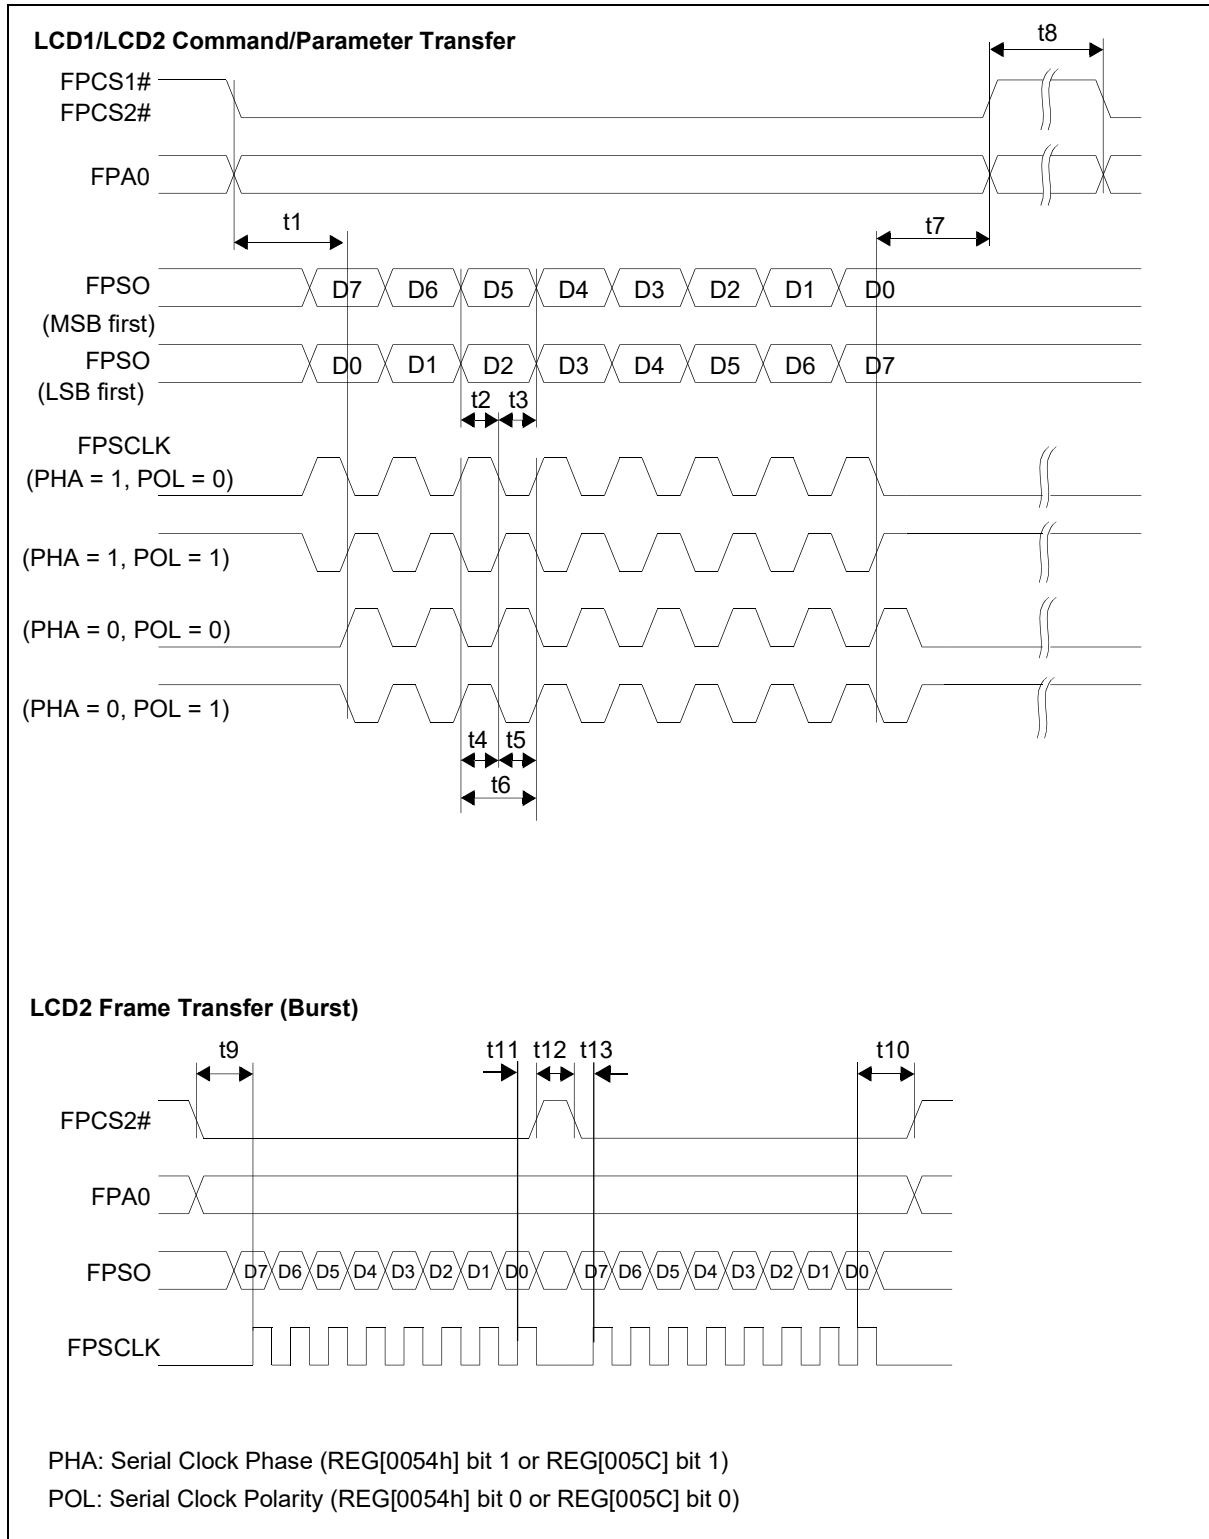 LCD1/LCD2 Command/Parameter Transfer
t8
FPCS1#
FPCS2#
FPA0
t1
t7
FPSO D7 D6 D5 D4 D3 D2 D1 D0
(MSB first)
FPSO D0 D1 D2 D3 D4 D5 D6 D7
(LSB first)
t2 t3
FPSCLK
(PHA = 1, POL = 0)
(PHA = 1, POL = 1)
(PHA = 0, POL = 0)
(PHA = 0, POL = 1)
t4 t5
t6
LCD2 Frame Transfer (Burst)
t9 t11 t12 t13 t10
FPCS2#
FPA0
FPSO D7 D6 D5 D4 D3 D2 D1 D0 D7 D6 D5 D4 D3 D2 D1 D0
FPSCLK
PHA: Serial Clock Phase (REG[0054h] bit 1 or REG[005C] bit 1)
POL: Serial Clock Polarity (REG[0054h] bit 0 or REG[005C] bit 0)